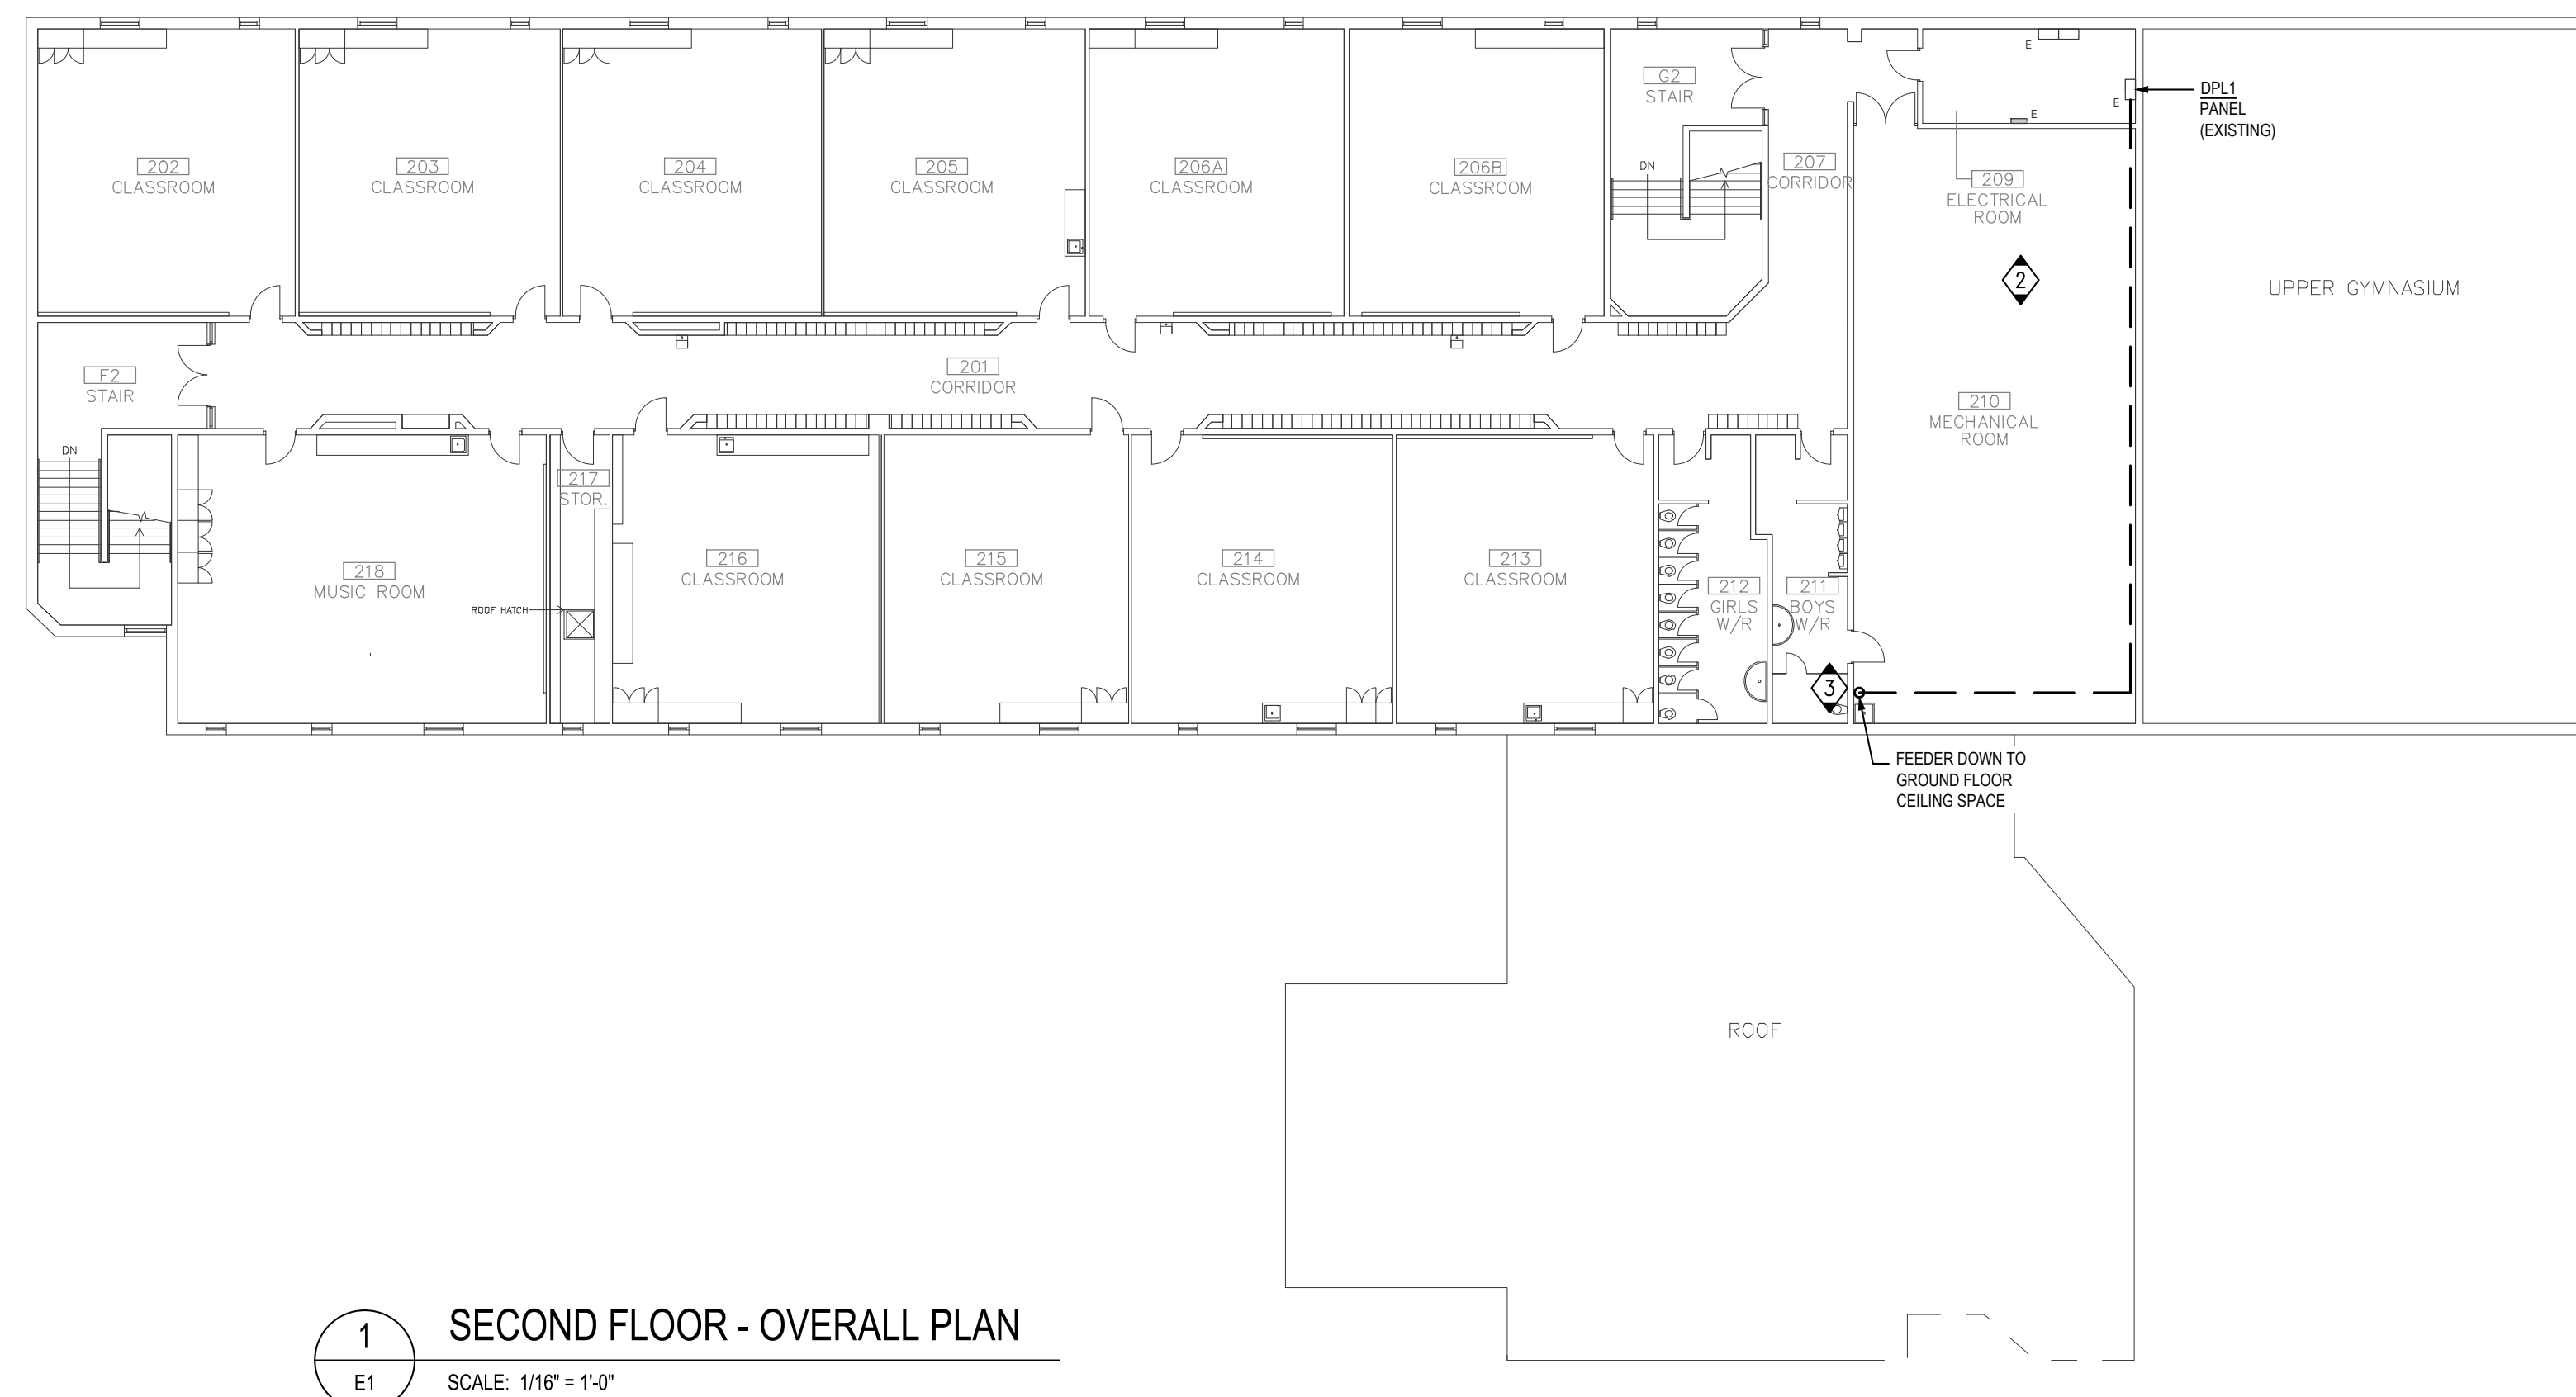 E
G2
STAIR
DPL1
PANEL
(EXISTING)
E
E
202
CLASSROOM
203
CLASSROOM
204
CLASSROOM
205
CLASSROOM
206A
CLASSROOM
206B
CLASSROOM
DN
207
CORRIDOR
209
ELECTRICAL
ROOM
2
UPPER GYMNASIUM
F2
STAIR
201
CORRIDOR
210
MECHANICAL
ROOM
DN
217
STOR.
218
MUSIC ROOM
216
CLASSROOM
215
CLASSROOM
214
CLASSROOM
213
CLASSROOM
212
GIRLS
W/R
211
BOYS
W/R
ROOF HATCH
3
FEEDER DOWN TO
GROUND FLOOR
CEILING SPACE
ROOF
1
E1
SECOND FLOOR - OVERALL PLAN
SCALE: 1/16" = 1'-0"